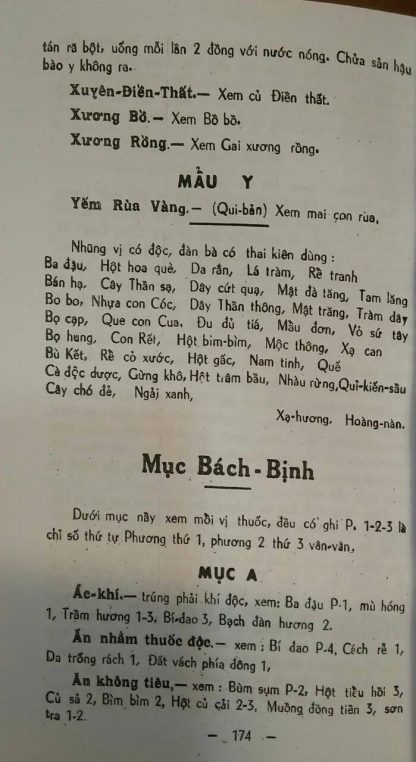 tán ra bột, uống mỗi lần 2 đồng với nước nóng. Chửa sản hậu
bào y không ra.
Xuyên-Điền-Thất.— Xem củ Điền thất.
Xương Bồ.— Xem Bồ bồ.
Xương Rồng.— Xem Gai xương rồng.
MẪU Y
Yếm Rùa Vàng.— (Qui-bản) Xem mai con rùa,
Những vị có độc, đàn bà có thai kiên dùng :
Ba đậu, Hột hoa què, Da rắn, Lá tràm, Rễ tranh
Bán hạ, Cây Thần sạ, Dây cứt quạ, Mật đà tăng, Tam lăng
Bo bo, Nhựa con Cóc, Dây Thần thông, Mật trăng, Tràm dây
Bọ cạp, Que con Cua, Đu đủ tiá, Mẫu đơn, Vỏ sứ tây
Bọ hung, Con Rết, Hột bìm-bìm, Mộc thông, Xạ can
Bù Kết, Rễ cỏ xước, Hột gấc, Nam tinh, Quế
Cà độc dược, Gừng khô, Hột trâm bầu, Nhàu rừng, Quỉ-kiến-sầu
Cây chó đẻ, Ngải xanh,
Xạ-hương, Hoàng-nàn.
Mục Bách-Bịnh
Dưới mục nầy xem mỗi vị thuốc, đều có ghi P. 1-2-3 là
chỉ số thứ tự Phương thứ 1, phương 2 thứ 3 vân-vân,
MỤC A
Ác-khí.— trúng phải khí độc, xem: Ba đậu P-1, mù hóng
1, Trầm hương 1-3, Bí-đao 3, Bạch đàn hương 2.
Ăn nhằm thuốc độc.— xem : Bí đao P-4, Cách rễ 1,
Da trống rách 1, Đất vách phía đông 1,
Ăn không tiêu,— xem : Bùm sụm P-2, Hột tiều hồi 3,
Củ sả 2, Bìm bìm 2, Hột củ cải 2-3, Muồng đồng tiền 3, sơn
tra 1-2.
— 174 —